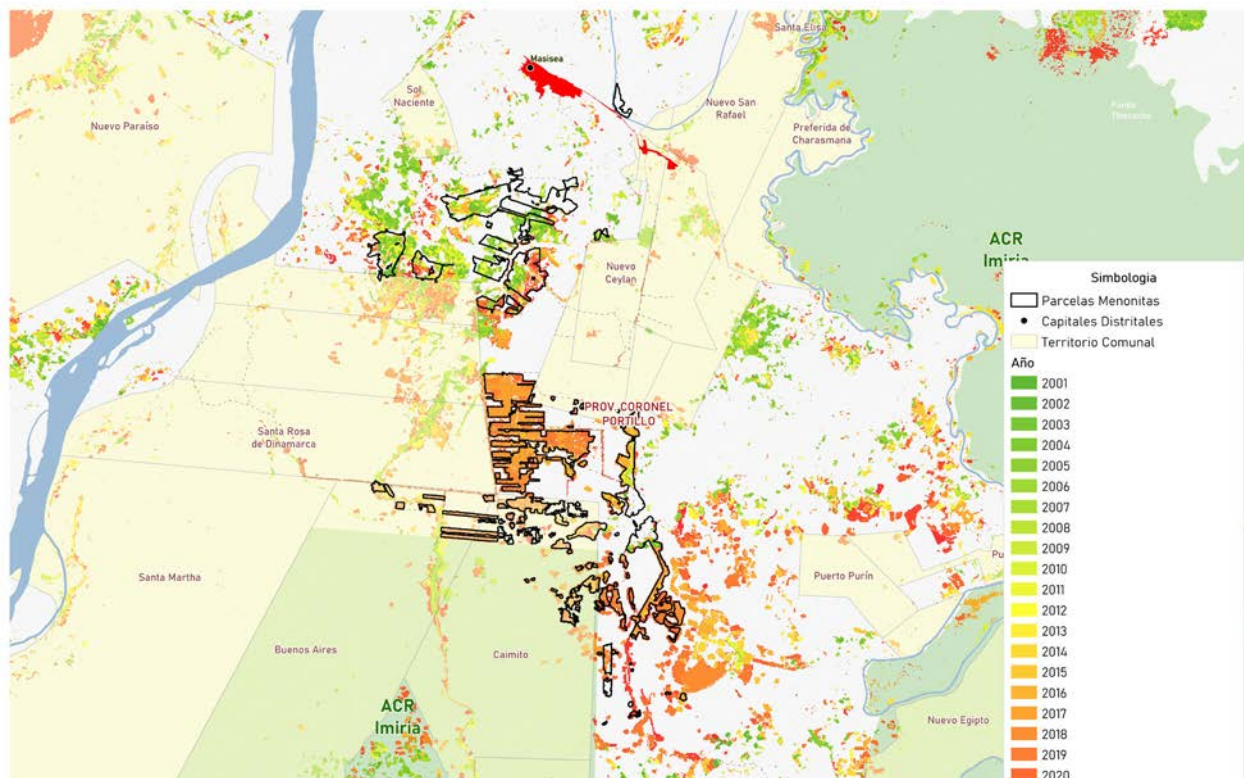 Santa Elisa
Masisea
Sol
Naciente
Nuevo San
Rafael
Nuevo Paraíso
Preferida de
Charasmana
ACR
Imiria
Nuevo
Ceylan
PROV. CORONEL
PORTILLO
Santa Rosa
de Dinamarca
Santa Martha
Puerto Purín
Pu
Buenos Aires
Caimito
ACR
Imiria
Nuevo Egipto
Simbologia
Parcelas Menonitas
Capitales Distritales
Territorio Comunal
Año
2001
2002
2003
2004
2005
2006
2007
2008
2009
2010
2011
2012
2013
2014
2015
2016
2017
2018
2019
2020